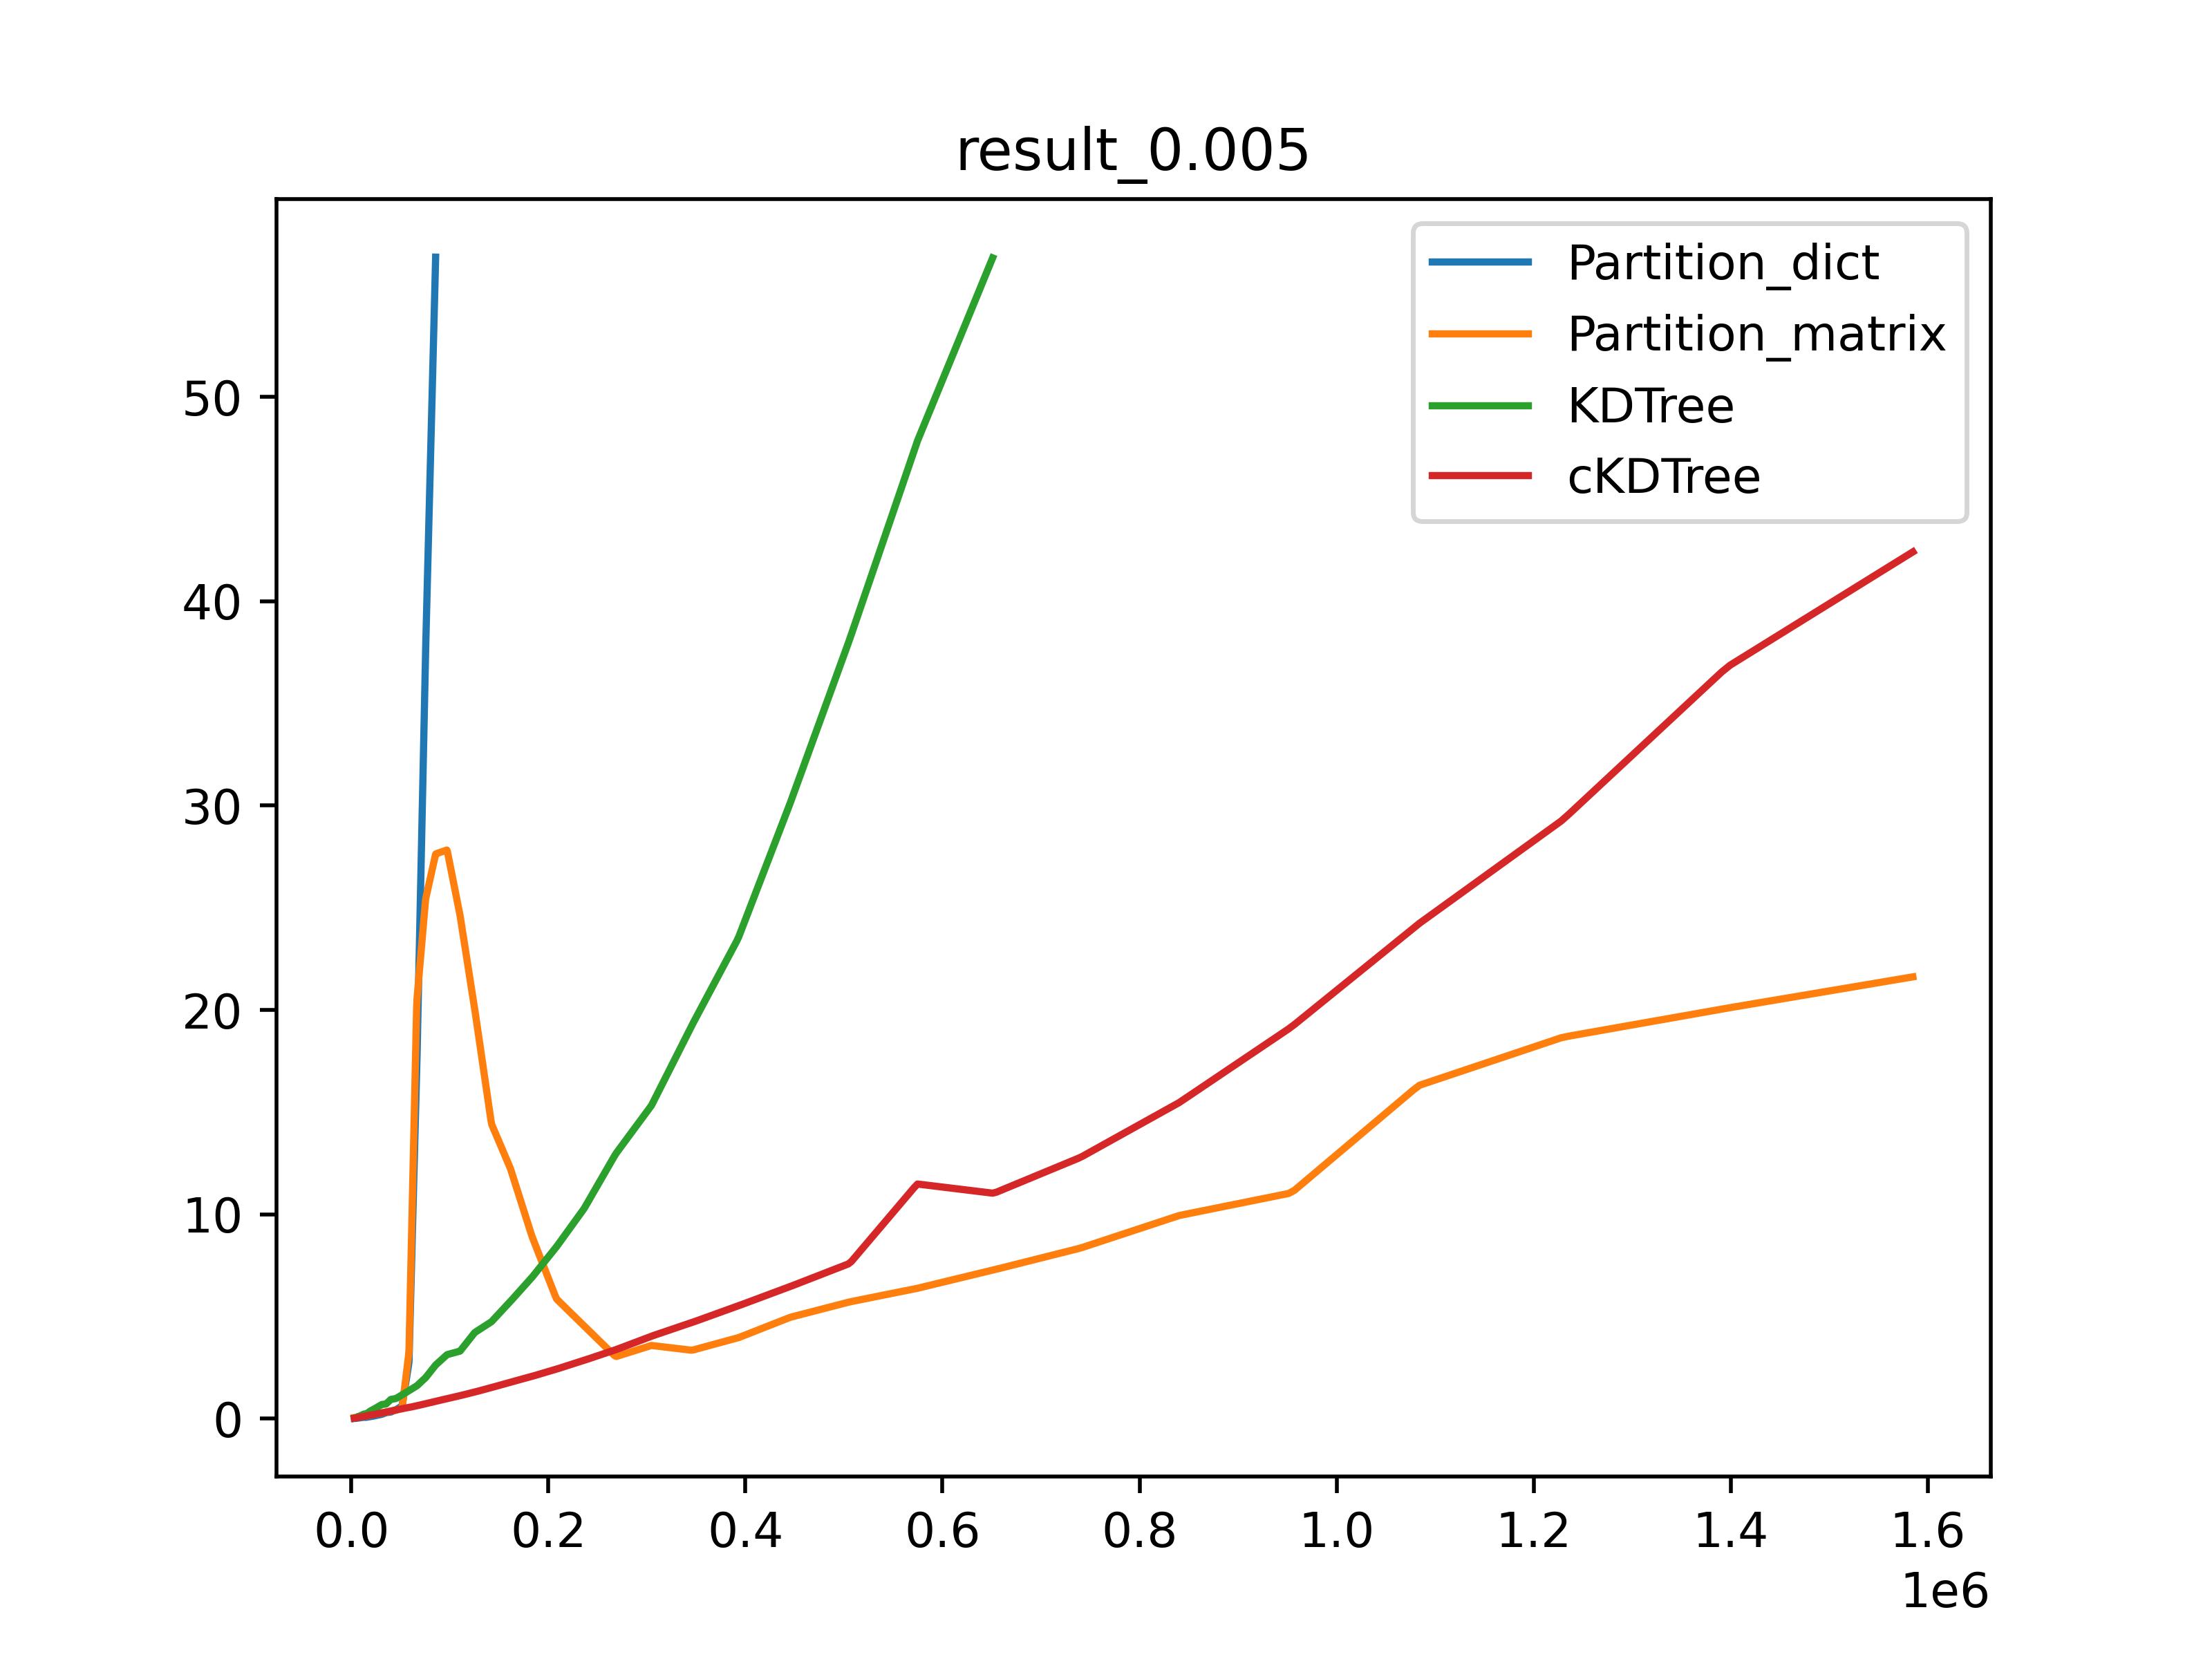 result_0.005
Partition_dict
Partition_matrix
KDTree
cKDTree
50
40
30
20
10
0
0.0 0.2 0.4 0.6 0.8 1.0 1.2 1.4 1.6
1e6